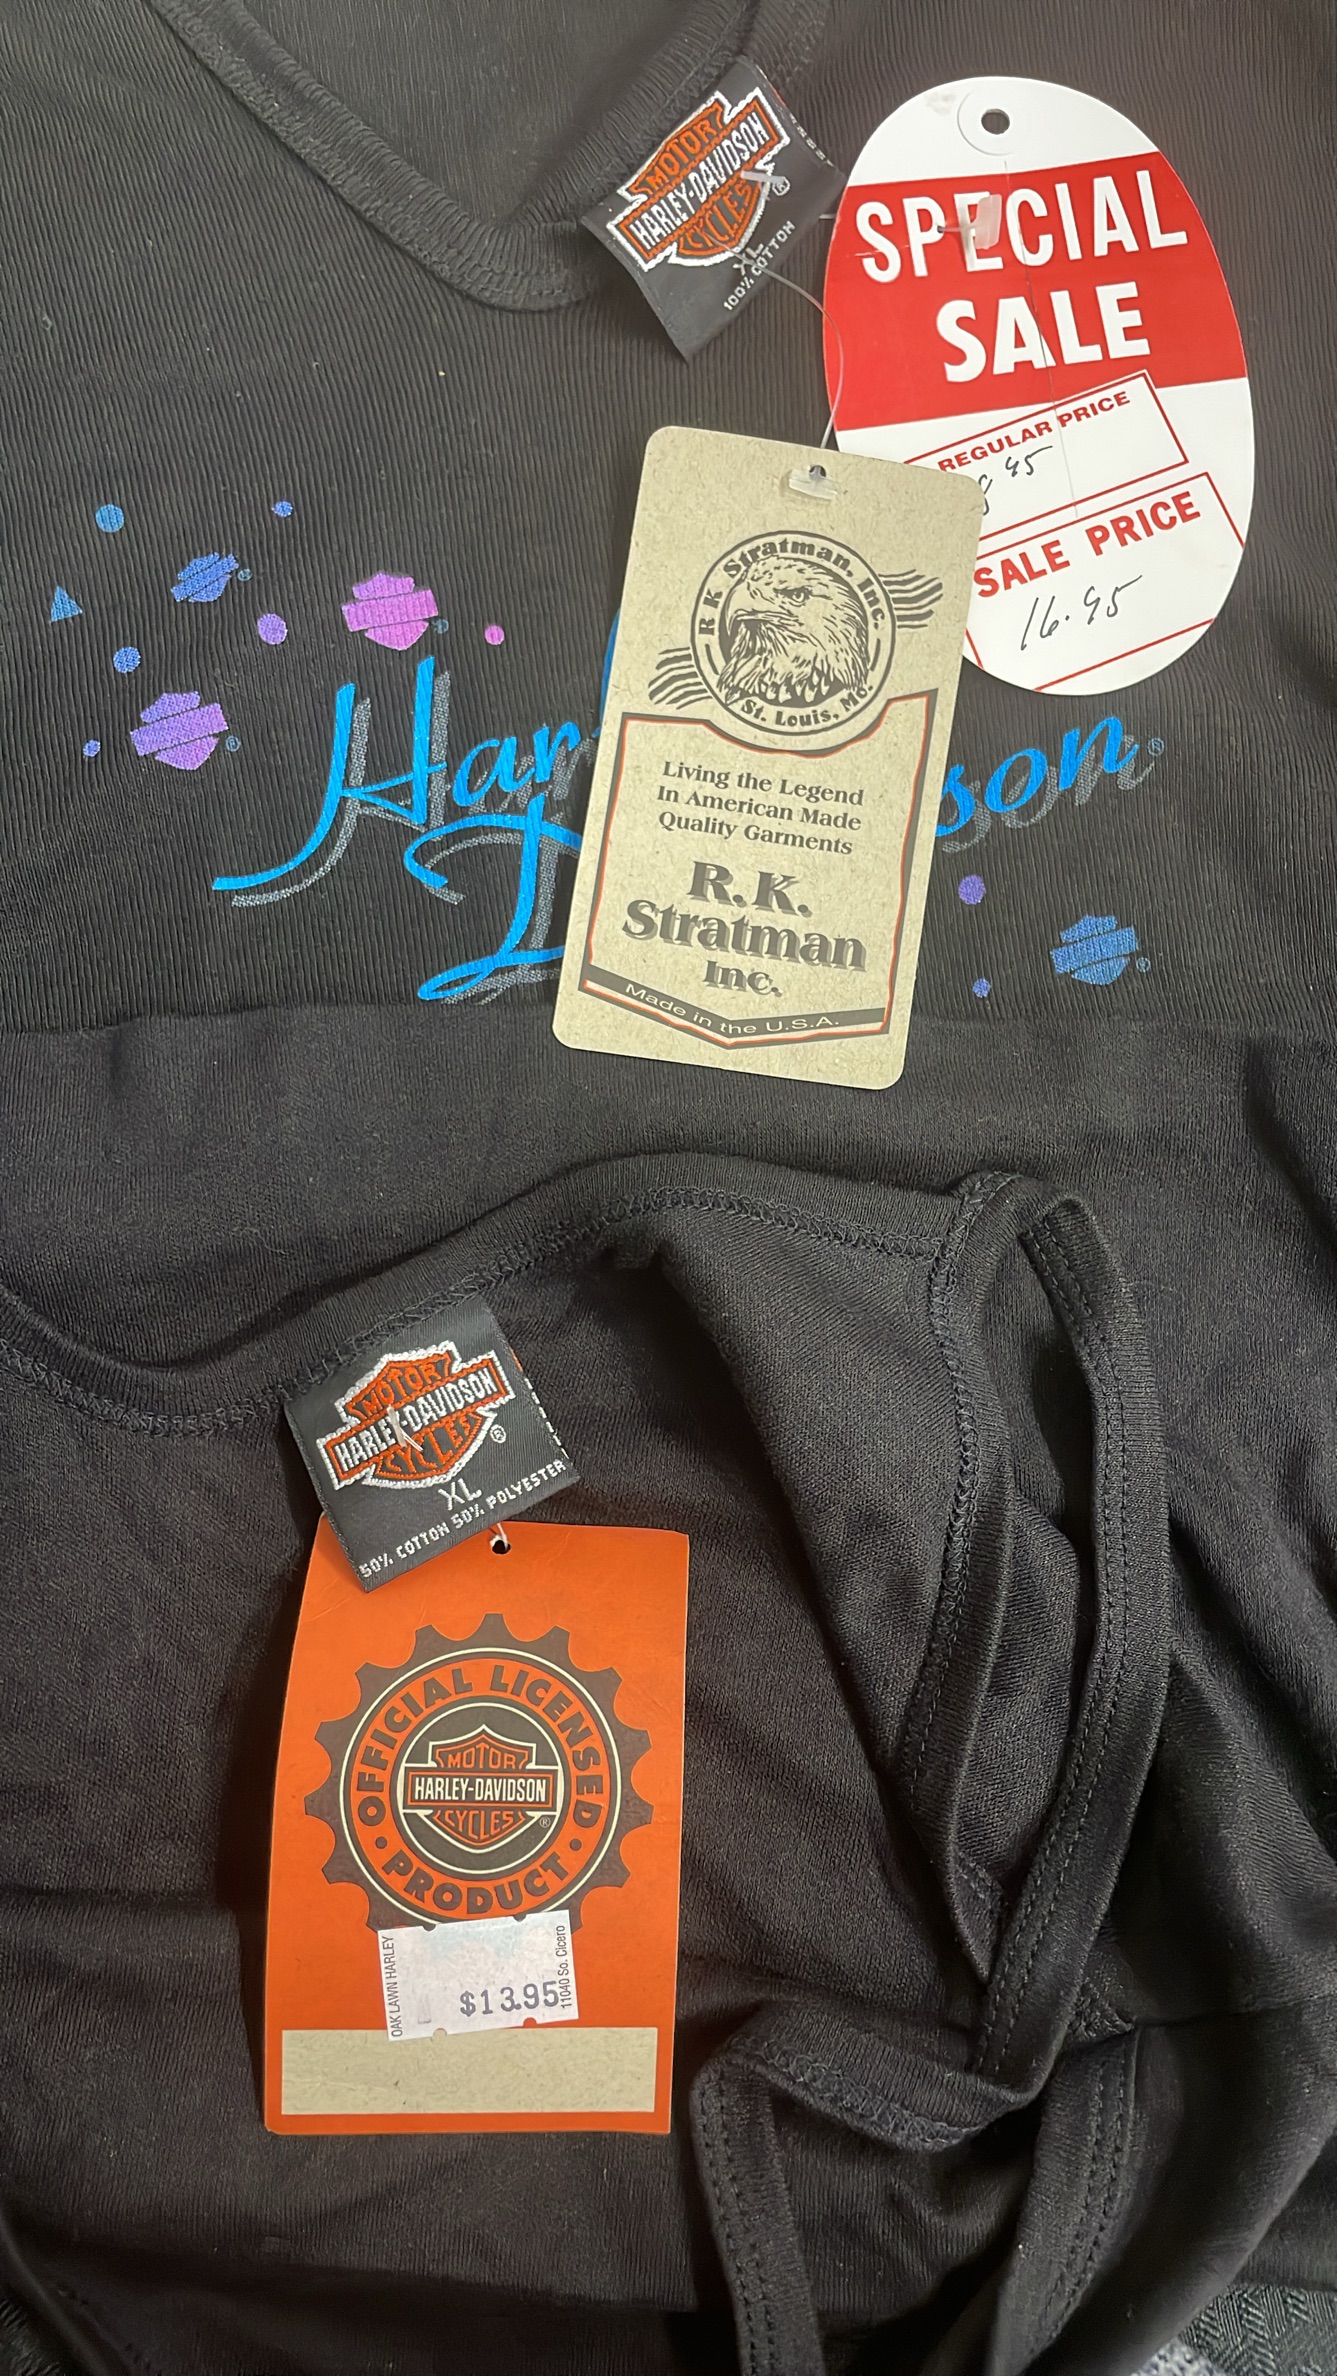 MOTOR
HARLEY-DAVIDSON
CYCLES
®
XL
100% COTTON
SPECIAL
SALE
REGULAR PRICE
95
SALE PRICE
16.95
R K Stratman, Inc.
St. Louis, Mo.
Living the Legend
In American Made
Quality Garments
R.K.
Stratman
Inc.
Made in the U.S.A.
Har
D son ®
MOTOR
HARLEY-DAVIDSON
CYCLES
®
XL
50% COTTON 50% POLYESTER
OFFICIAL LICENSED
MOTOR
HARLEY-DAVIDSON
CYCLES
®
PRODUCT
OAK LAWN HARLEY
$13.95
11040 So. Cicero